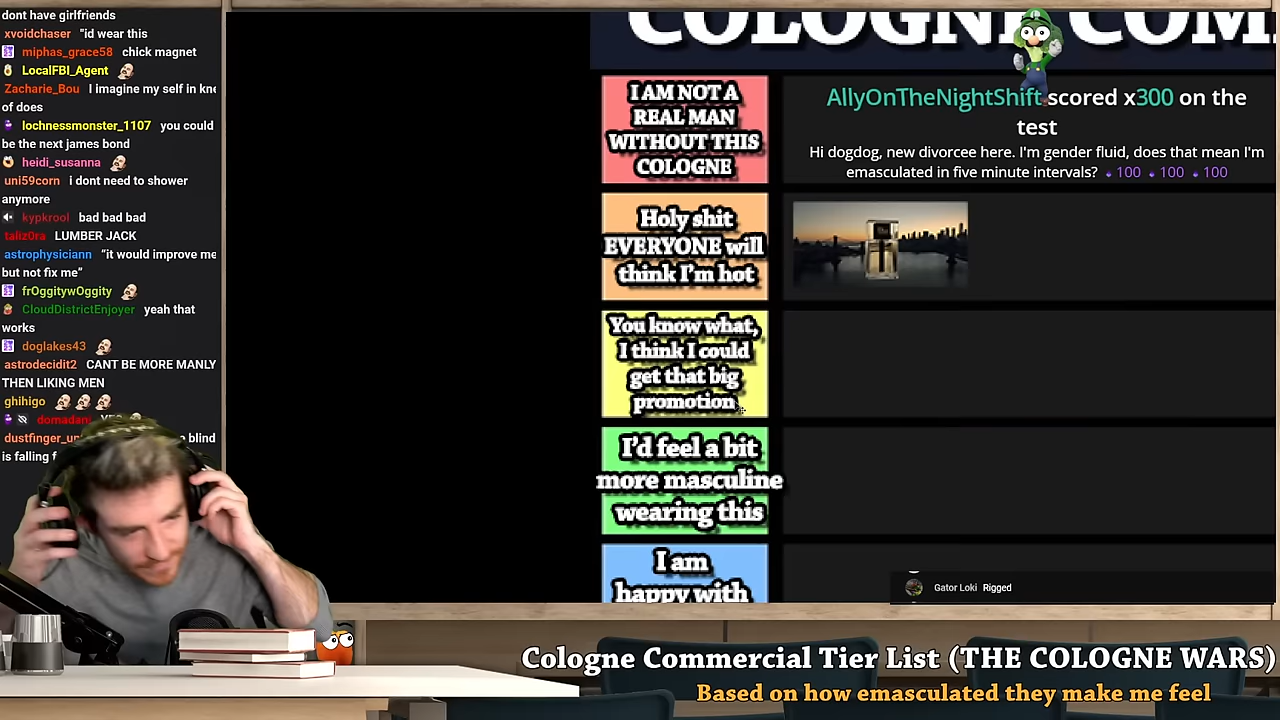 dont have girlfriends
xvoidchaser "id wear this
miphas_grace58 chick magnet
LocalFBI_Agent
Zacharie_Bou I imagine my self in kne
of does
lochnessmonster_1107 you could
be the next james bond
heidi_susanna
uni59corn i dont need to shower
anymore
kypkrool bad bad bad
taliz0ra LUMBER JACK
astrophysiciann "it would improve me
but not fix me"
frOggitywOggity
CloudDistrictEnjoyer yeah that
works
doglakes43
astrodecidit2 CANT BE MORE MANLY
THEN LIKING MEN
ghihigo
domadan
dustfinger_un blind
is falling f
COLOGNE COM
I AM NOT A
REAL MAN
WITHOUT THIS
COLOGNE
AllyOnTheNightShift scored x300 on the
test
Hi dogdog, new divorcee here. I'm gender fluid, does that mean I'm
emasculated in five minute intervals? 100 100 100
Holy shit
EVERYONE will
think I'm hot
You know what,
I think I could
get that big
promotion
I'd feel a bit
more masculine
wearing this
I am
happy with
Gator Loki Rigged
Cologne Commercial Tier List (THE COLOGNE WARS)
Based on how emasculated they make me feel